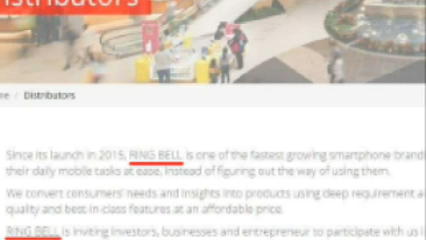 istributors
me / Distributors
Since its launch in 2015, RING BELL is one of the fastest growing smartphone brand
their daily mobile tasks at ease, instead of figuring out the way of using them.
We convert consumers' needs and insights into products using deep requirement a
quality and best-in-class features at an affordable price.
RING BELL is inviting investors, businesses and entrepreneur to participate with us i